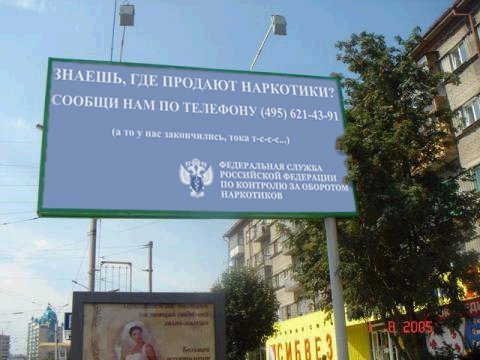 ЗНАЕШЬ, ГДЕ ПРОДАЮТ НАРКОТИКИ?
СООБЩИ НАМ ПО ТЕЛЕФОНУ (495) 621-43-91
(а то у нас закончились, тока т-с-с-с...)
ФЕДЕРАЛЬНАЯ СЛУЖБА
РОССИЙСКОЙ ФЕДЕРАЦИИ
ПО КОНТРОЛЮ ЗА ОБОРОТОМ
НАРКОТИКОВ
СИБВЕЗ
8 2005